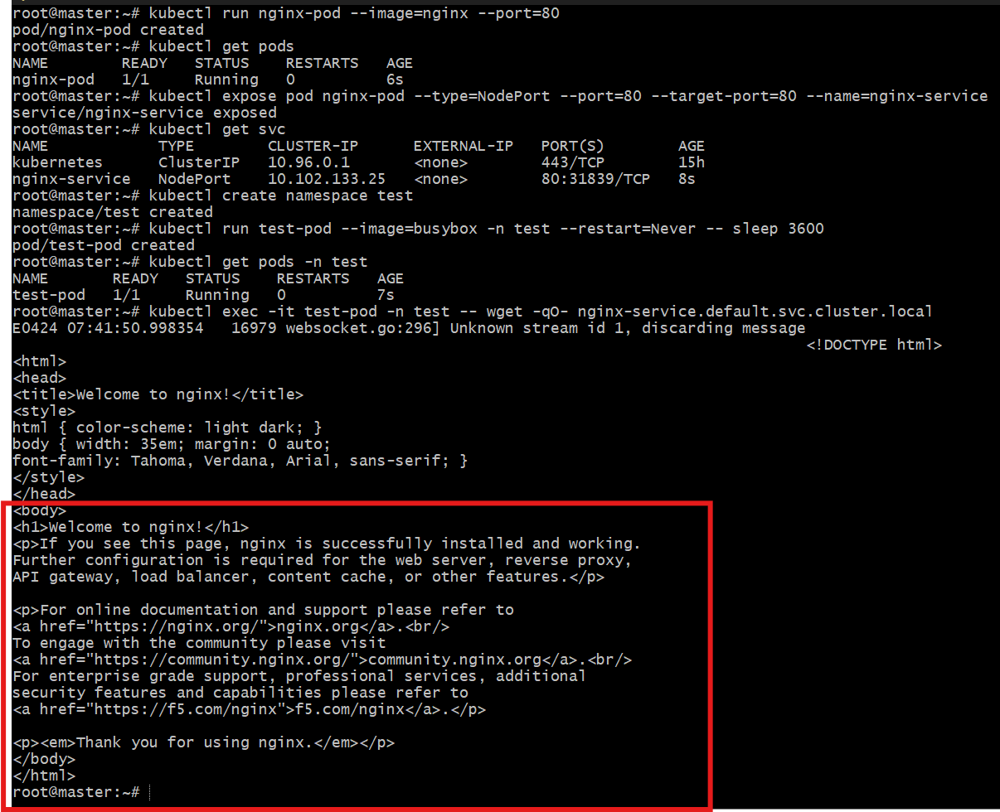 root@master:~# kubectl run nginx-pod --image=nginx --port=80
pod/nginx-pod created
root@master:~# kubectl get pods
NAME        READY   STATUS    RESTARTS   AGE
nginx-pod   1/1     Running   0          6s
root@master:~# kubectl expose pod nginx-pod --type=NodePort --port=80 --target-port=80 --name=nginx-service
service/nginx-service exposed
root@master:~# kubectl get svc
NAME            TYPE        CLUSTER-IP      EXTERNAL-IP   PORT(S)        AGE
kubernetes      ClusterIP   10.96.0.1       <none>        443/TCP        15h
nginx-service   NodePort    10.102.133.25   <none>        80:31839/TCP   8s
root@master:~# kubectl create namespace test
namespace/test created
root@master:~# kubectl run test-pod --image=busybox -n test --restart=Never -- sleep 3600
pod/test-pod created
root@master:~# kubectl get pods -n test
NAME       READY   STATUS    RESTARTS   AGE
test-pod   1/1     Running   0          7s
root@master:~# kubectl exec -it test-pod -n test -- wget -qO- nginx-service.default.svc.cluster.local
E0424 07:41:50.998354   16979 websocket.go:296] Unknown stream id 1, discarding message
<!DOCTYPE html>
<html>
<head>
<title>Welcome to nginx!</title>
<style>
html { color-scheme: light dark; }
body { width: 35em; margin: 0 auto;
font-family: Tahoma, Verdana, Arial, sans-serif; }
</style>
</head>
<body>
<h1>Welcome to nginx!</h1>
<p>If you see this page, nginx is successfully installed and working.
Further configuration is required for the web server, reverse proxy,
API gateway, load balancer, content cache, or other features.</p>

<p>For online documentation and support please refer to
<a href="https://nginx.org/">nginx.org</a>.<br/>
To engage with the community please visit
<a href="https://community.nginx.org/">community.nginx.org</a>.<br/>
For enterprise grade support, professional services, additional
security features and capabilities please refer to
<a href="https://f5.com/nginx">f5.com/nginx</a>.</p>

<p><em>Thank you for using nginx.</em></p>
</body>
</html>
root@master:~#